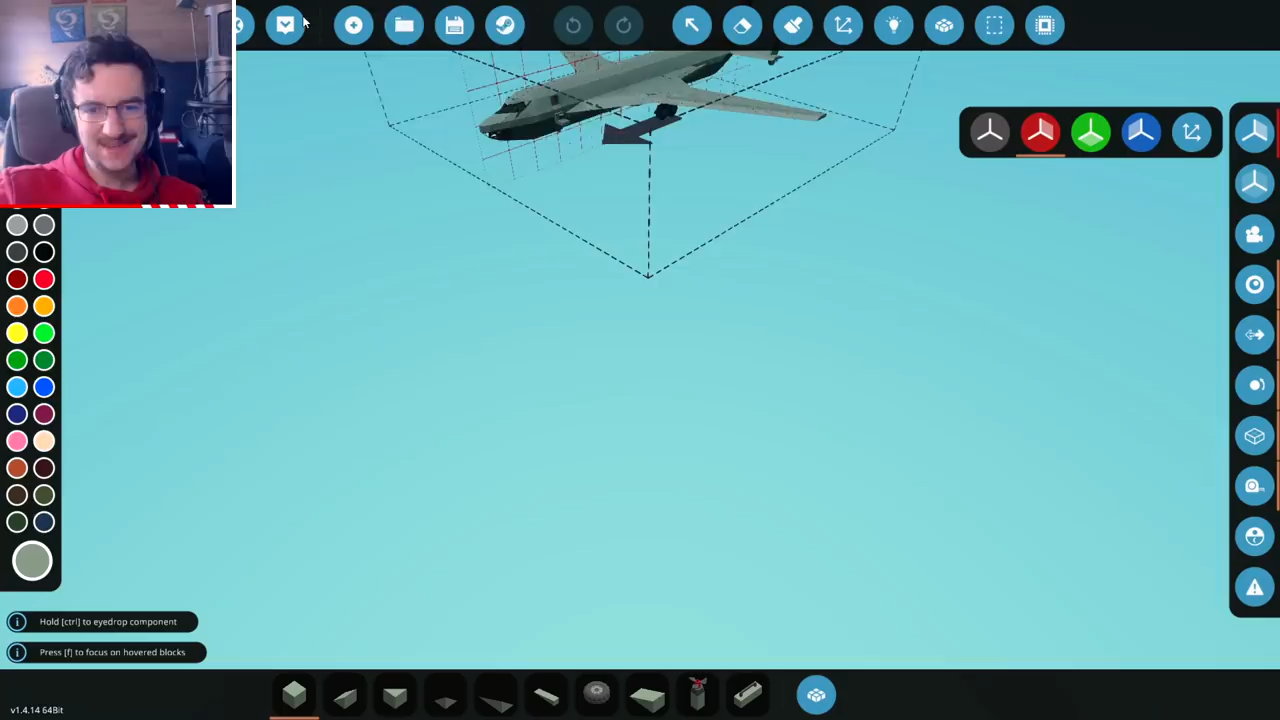 Hold [ctrl] to eyedrop component
Press [f] to focus on hovered blocks
v1.4.14 64Bit